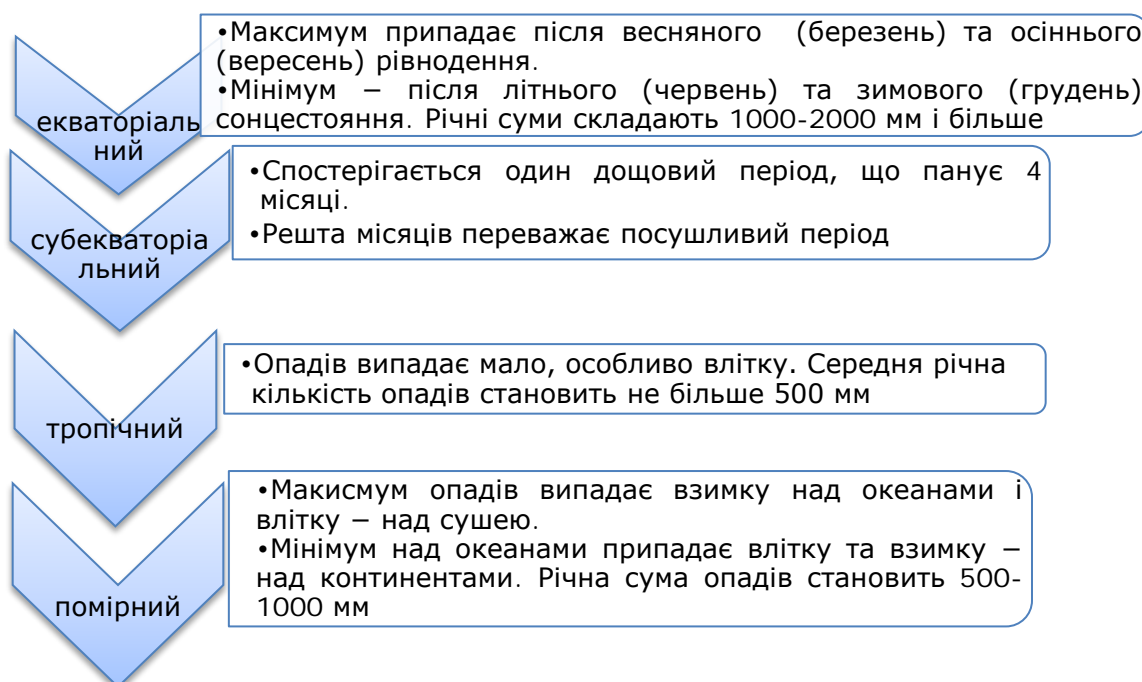 •Максимум припадає після весняного (березень) та осіннього
(вересень) рівнодення.
•Мінімум – після літнього (червень) та зимового (грудень)
сонцестояння. Річні суми складають 1000-2000 мм і більше
екваторіаль
ний
•Спостерігається один дощовий період, що панує 4
місяці.
•Решта місяців переважає посушливий період
субекваторіа
льний
•Опадів випадає мало, особливо влітку. Середня річна
кількість опадів становить не більше 500 мм
тропічний
•Макисмум опадів випадає взимку над океанами і
влітку – над сушею.
•Мінімум над океанами припадає влітку та взимку –
над континентами. Річна сума опадів становить 500-
1000 мм
помірний